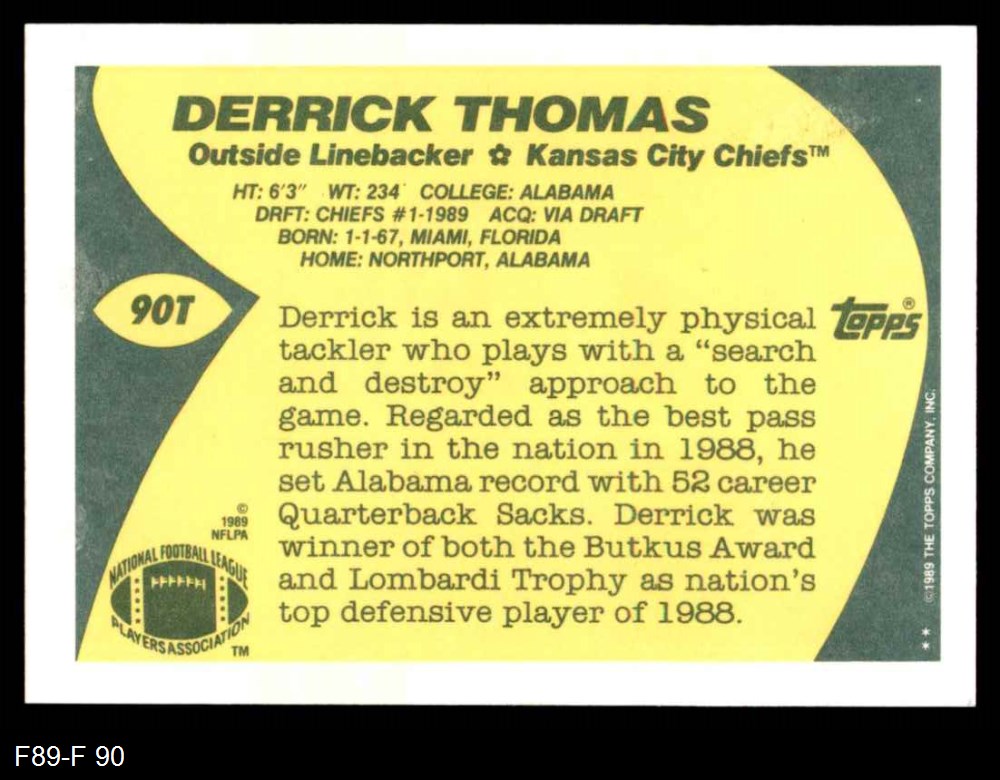 DERRICK THOMAS
Outside Linebacker ✿ Kansas City Chiefs™
HT: 6'3" WT: 234 COLLEGE: ALABAMA
DRFT: CHIEFS #1-1989 ACQ: VIA DRAFT
BORN: 1-1-67, MIAMI, FLORIDA
HOME: NORTHPORT, ALABAMA
90T
topps®
Derrick is an extremely physical
tackler who plays with a “search
and destroy” approach to the
game. Regarded as the best pass
rusher in the nation in 1988, he
set Alabama record with 52 career
Quarterback Sacks. Derrick was
winner of both the Butkus Award
and Lombardi Trophy as nation's
top defensive player of 1988.
©
1989
NFLPA
NATIONAL FOOTBALL LEAGUE
PLAYERS ASSOCIATION
TM
©1989 THE TOPPS COMPANY, INC.
**
F89-F 90